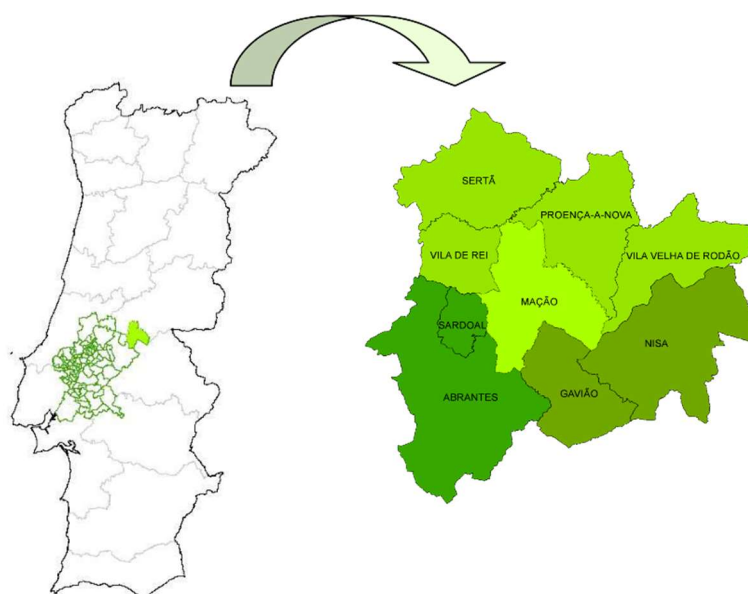 SERTÃ
PROENÇA-A-NOVA
VILA DE REI
VILA VELHA DE RODÃO
MAÇÃO
SARDOAL
NISA
ABRANTES
GAVIÃO